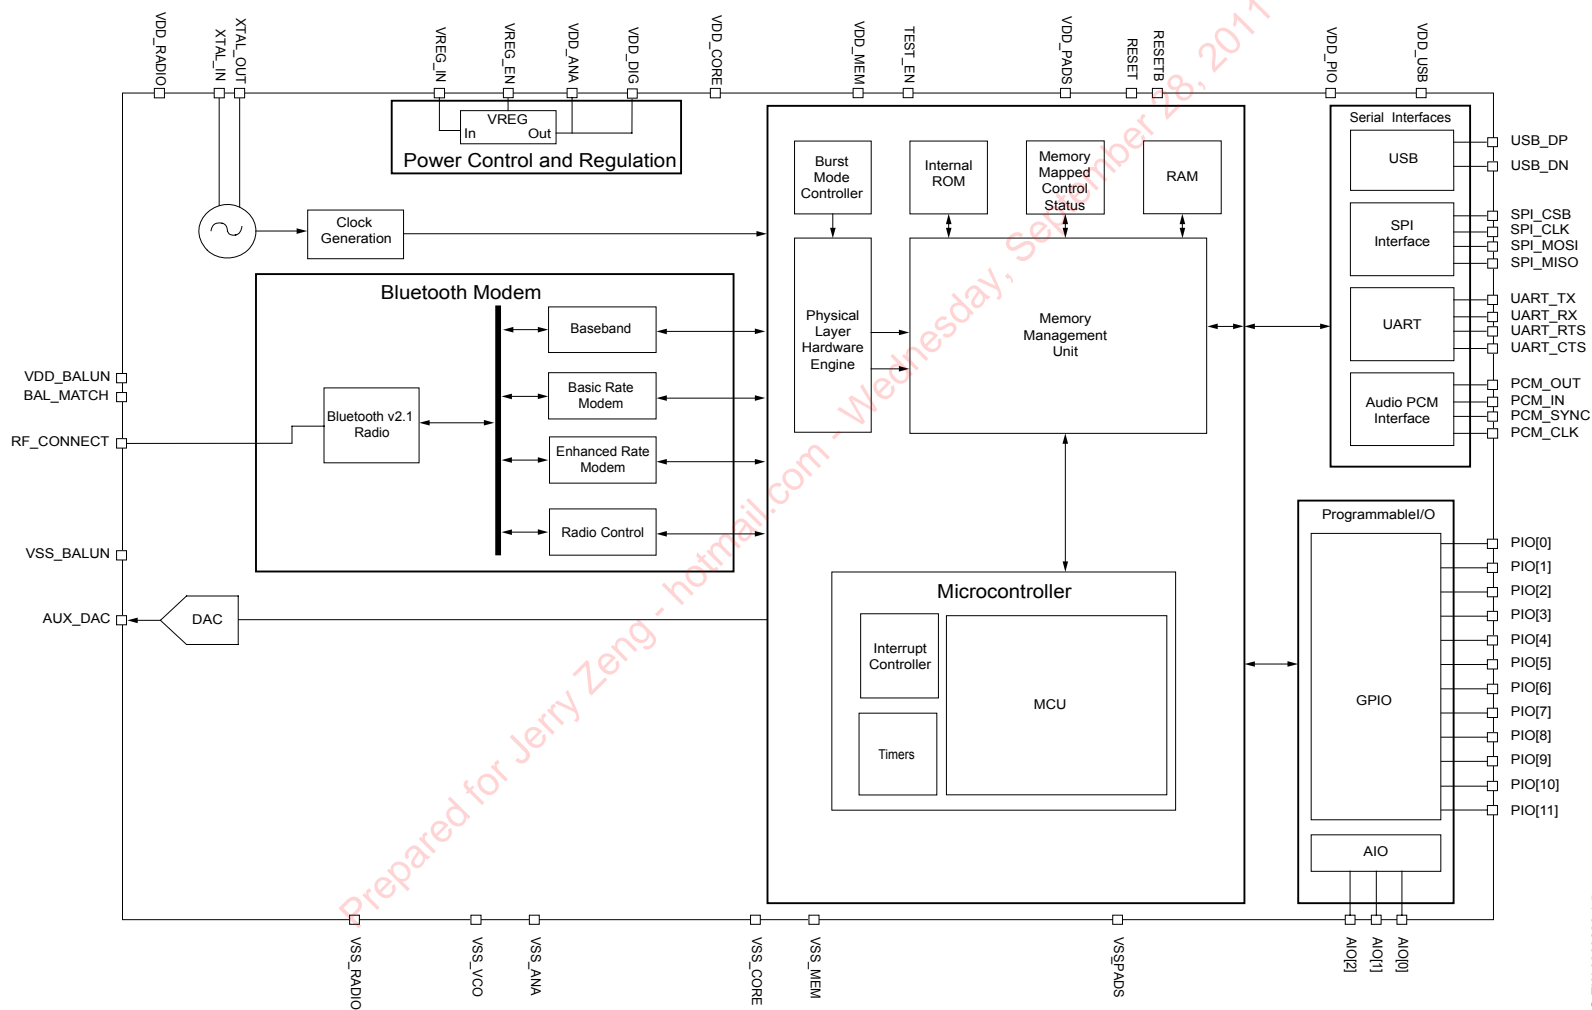 VDD_RADIO
XTAL_IN
XTAL_OUT
VREG_IN
VREG_EN
VDD_ANA
VDD_DIG
VDD_CORE
VDD_MEM
TEST_EN
VDD_PADS
RESET
RESETB
VDD_PIO
VDD_USB
VREG
In
Out
Power Control and Regulation
Clock
Generation
Burst
Mode
Controller
Internal
ROM
Memory
Mapped
Control
Status
RAM
Physical
Layer
Hardware
Engine
Memory
Management
Unit
Serial Interfaces
USB
SPI
Interface
UART
Audio PCM
Interface
USB_DP
USB_DN
SPI_CSB
SPI_CLK
SPI_MOSI
SPI_MISO
UART_TX
UART_RX
UART_RTS
UART_CTS
PCM_OUT
PCM_IN
PCM_SYNC
PCM_CLK
Bluetooth Modem
Baseband
Basic Rate
Modem
Bluetooth v2.1
Radio
Enhanced Rate
Modem
Radio Control
VDD_BALUN
BAL_MATCH
RF_CONNECT
VSS_BALUN
AUX_DAC
DAC
Microcontroller
Interrupt
Controller
Timers
MCU
ProgrammableI/O
GPIO
AIO
PIO[0]
PIO[1]
PIO[2]
PIO[3]
PIO[4]
PIO[5]
PIO[6]
PIO[7]
PIO[8]
PIO[9]
PIO[10]
PIO[11]
VSS_RADIO
VSS_VCO
VSS_ANA
VSS_CORE
VSS_MEM
VSSPADS
AIO[2]
AIO[1]
AIO[0]
Prepared for Jerry Zeng - hotmail.com - Wednesday, September 28, 2011